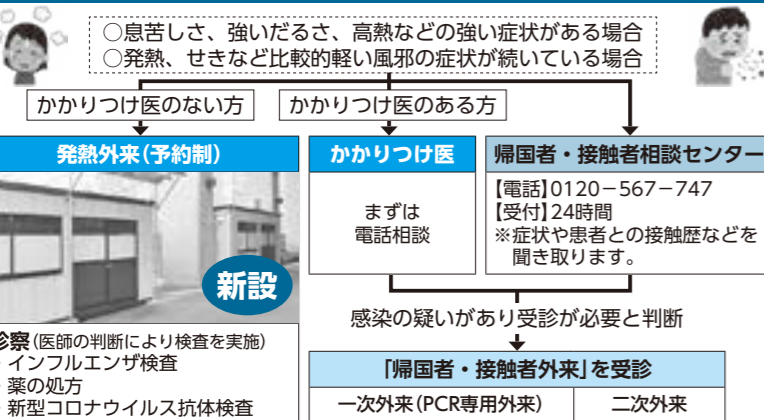 ○息苦しさ、強いだるさ、高熱などの強い症状がある場合
○発熱、せきなど比較的軽い風邪の症状が続いている場合
かかりつけ医のない方
かかりつけ医のある方
発熱外来(予約制)
新設
診察(医師の判断により検査を実施)
・インフルエンザ検査
・薬の処方
・新型コロナウイルス抗体検査
かかりつけ医
まずは
電話相談
帰国者・接触者相談センター
【電話】0120-567-747
【受付】24時間
※症状や患者との接触歴などを
聞き取ります。
感染の疑いがあり受診が必要と判断
「帰国者・接触者外来」を受診
一次外来(PCR専用外来)
二次外来